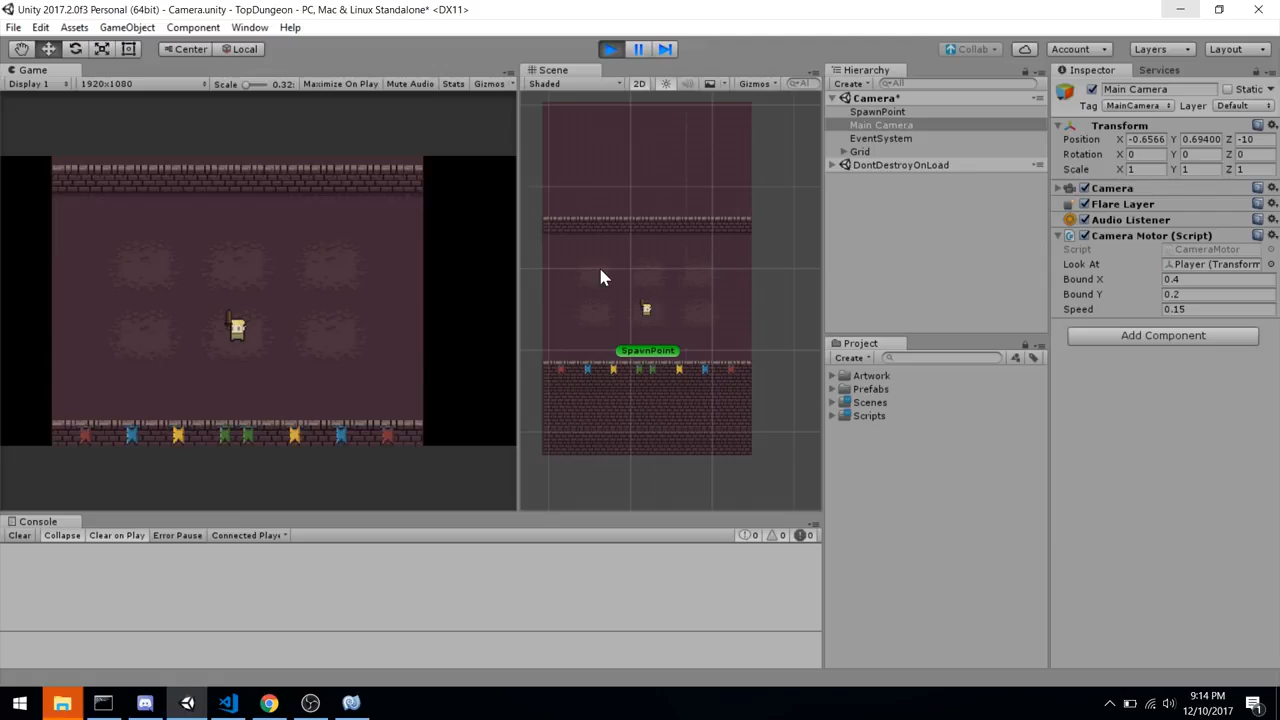 Unity 2017.2.0f3 Personal (64bit) - Camera.unity - TopDungeon - PC, Mac & Linux Standalone* <DX11>
File Edit Assets GameObject Component Window Help
Center Local Collab Account Layers Layout
Game
Display 1 1920x1080 Scale 0.32: Maximize On Play Mute Audio Stats Gizmos
Scene
Shaded 2D Gizmos Al
SpawnPoint
Hierarchy
Create All
Camera*
SpawnPoint
Main Camera
EventSystem
Grid
DontDestroyOnLoad
Project
Create
Artwork
Prefabs
Scenes
Scripts
Inspector Services
Main Camera Static
Tag MainCamera Layer Default
Transform
Position X -0.6566 Y 0.69400 Z -10
Rotation X 0 Y 0 Z 0
Scale X 1 Y 1 Z 1
Camera
Flare Layer
Audio Listener
Camera Motor (Script)
Script CameraMotor
Look At Player (Transform
Bound X 0.4
Bound Y 0.2
Speed 0.15
Add Component
Console
Clear Collapse Clear on Play Error Pause Connected Playe 0 0 0
9:14 PM
12/10/2017 1